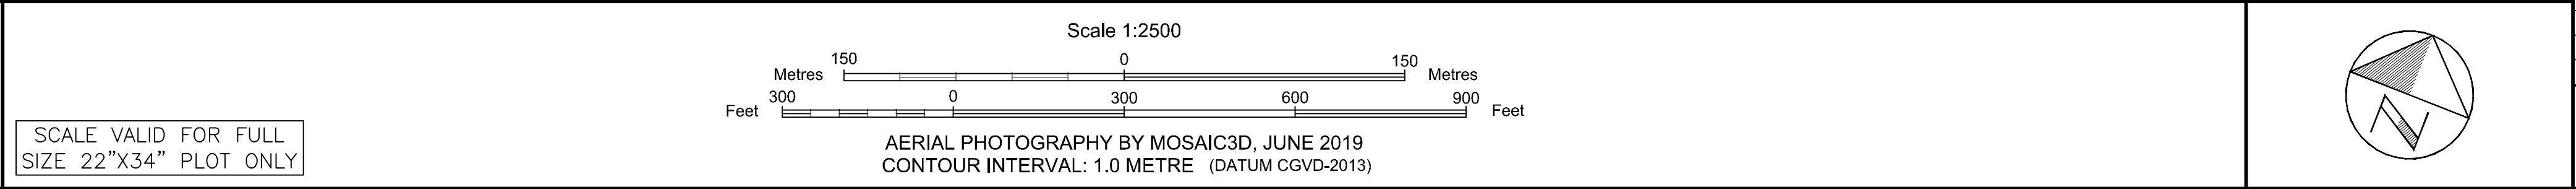 Scale 1:2500
150 0 150
Metres Metres
300 0 300 600 900
Feet Feet
AERIAL PHOTOGRAPHY BY MOSAIC3D, JUNE 2019
CONTOUR INTERVAL: 1.0 METRE (DATUM CGVD-2013)
SCALE VALID FOR FULL
SIZE 22"X34" PLOT ONLY
N